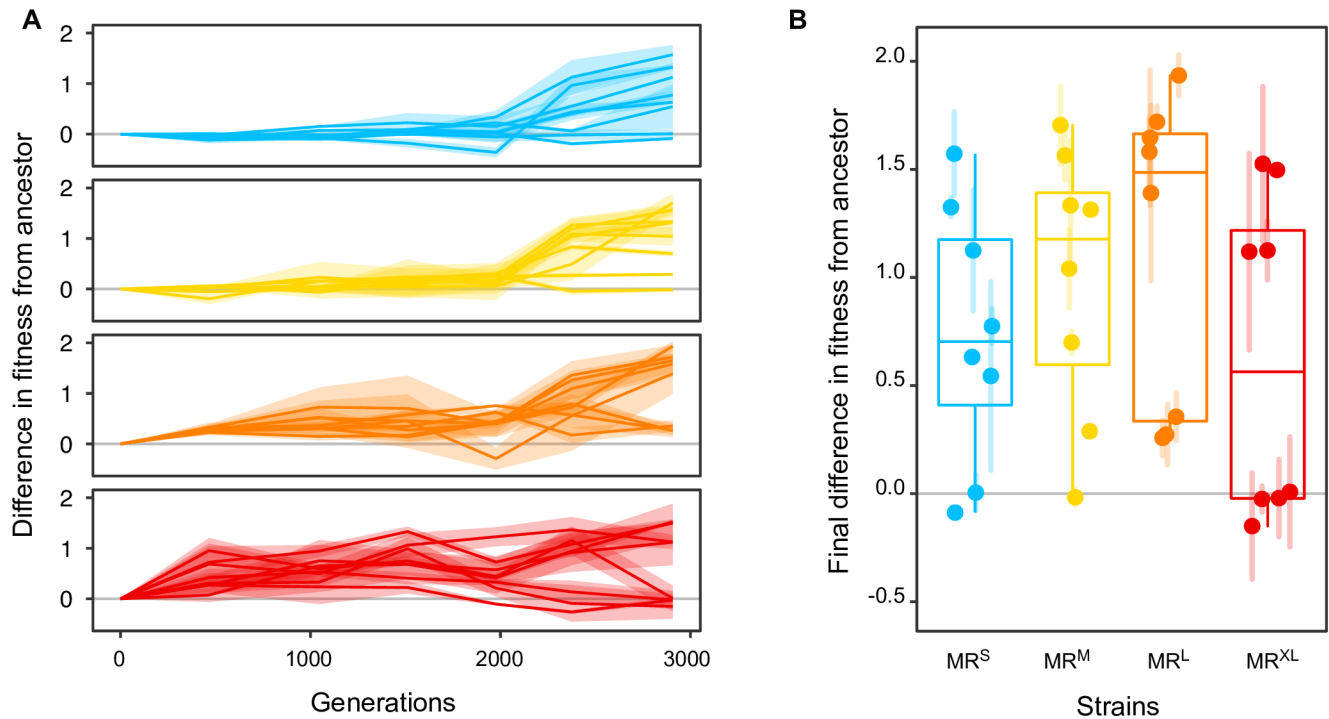 A
Difference in fitness from ancestor
2
1
0
2
1
0
2
1
0
2
1
0
0 1000 2000 3000
Generations
B
Final difference in fitness from ancestor
2.0
1.5
1.0
0.5
0.0
-0.5
MR^S MR^M MR^L MR^XL
Strains